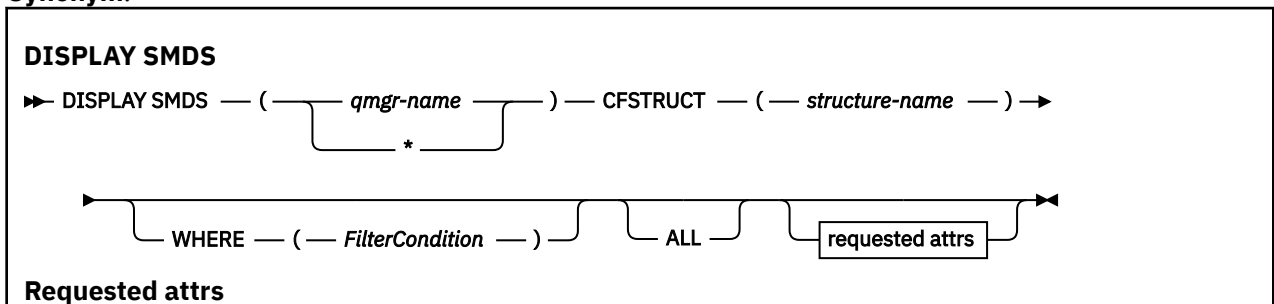 Synonym:
DISPLAY SMDS
DISPLAY SMDS ( qmgr-name ) CFSTRUCT ( structure-name )
*
WHERE ( FilterCondition ) ALL requested attrs
Requested attrs